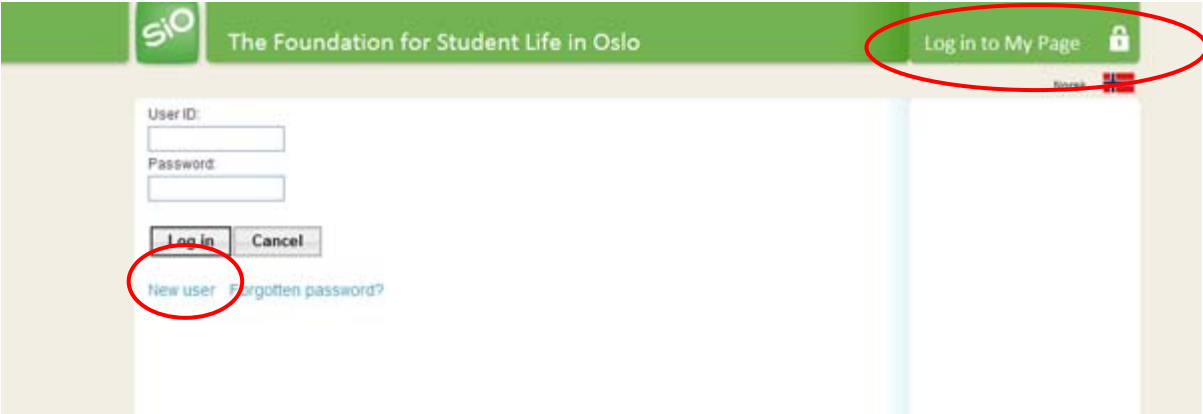 SiO
The Foundation for Student Life in Oslo
Log in to My Page
Norsk
User ID:
Password:
Log in Cancel
New user Forgotten password?